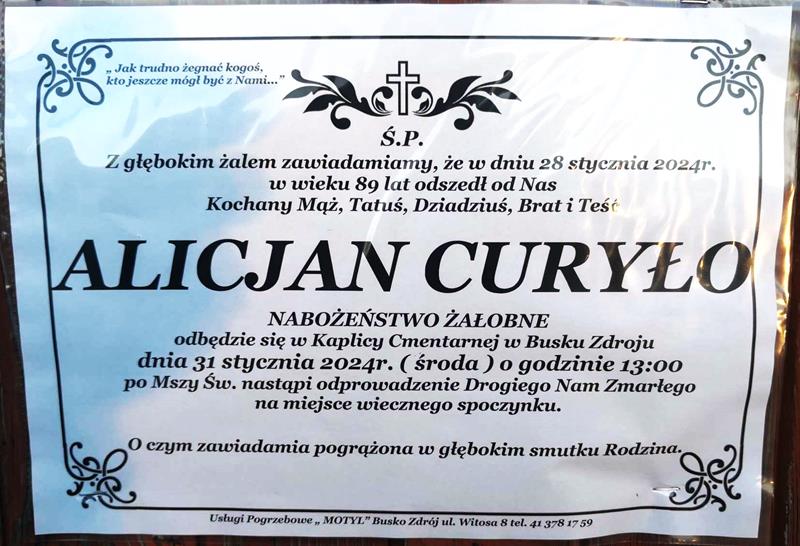 „ Jak trudno żegnać kogoś,
kto jeszcze mógł być z Nami...”
Ś.P.
Z głębokim żalem zawiadamiamy, że w dniu 28 stycznia 2024r.
w wieku 89 lat odszedł od Nas
Kochany Mąż, Tatuś, Dziadziuś, Brat i Teść
ALICJAN CURYŁO
NABOŻEŃSTWO ŻAŁOBNE
odbędzie się w Kaplicy Cmentarnej w Busku Zdroju
dnia 31 stycznia 2024r. ( środa ) o godzinie 13:00
po Mszy Św. nastąpi odprowadzenie Drogiego Nam Zmarłego
na miejsce wiecznego spoczynku.
O czym zawiadamia pogrążona w głębokim smutku Rodzina.
Usługi Pogrzebowe „ MOTYL” Busko Zdrój ul. Witosa 8 tel. 41 378 17 59